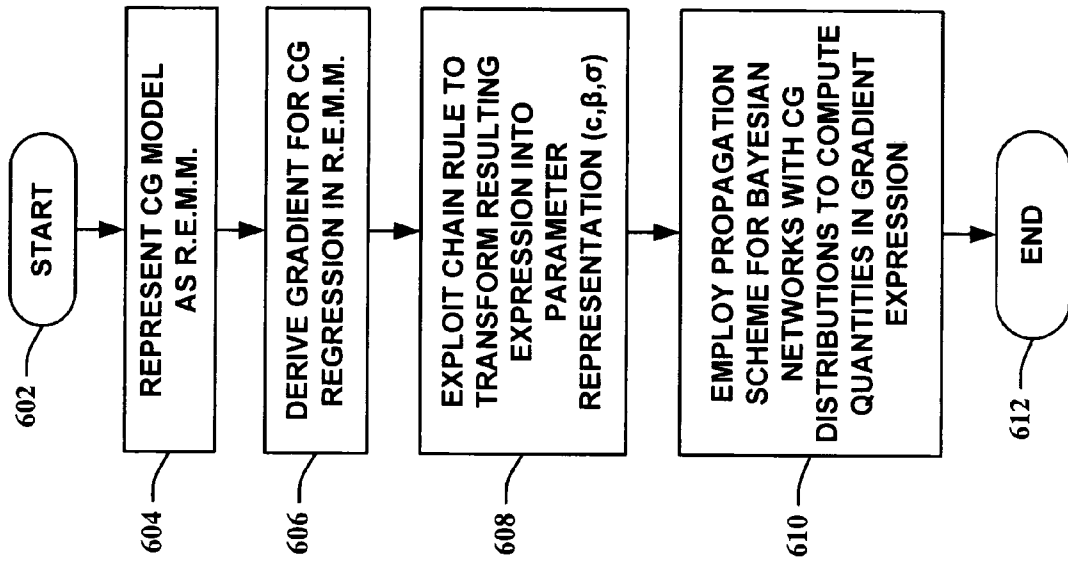 START
602
REPRESENT CG MODEL
AS R.E.M.M.
604
DERIVE GRADIENT FOR CG
REGRESSION IN R.E.M.M.
606
EXPLOIT CHAIN RULE TO
TRANSFORM RESULTING
EXPRESSION INTO
PARAMETER
REPRESENTATION (c,β,σ)
608
EMPLOY PROPAGATION
SCHEME FOR BAYESIAN
NETWORKS WITH CG
DISTRIBUTIONS TO COMPUTE
QUANTITIES IN GRADIENT
EXPRESSION
610
END
612